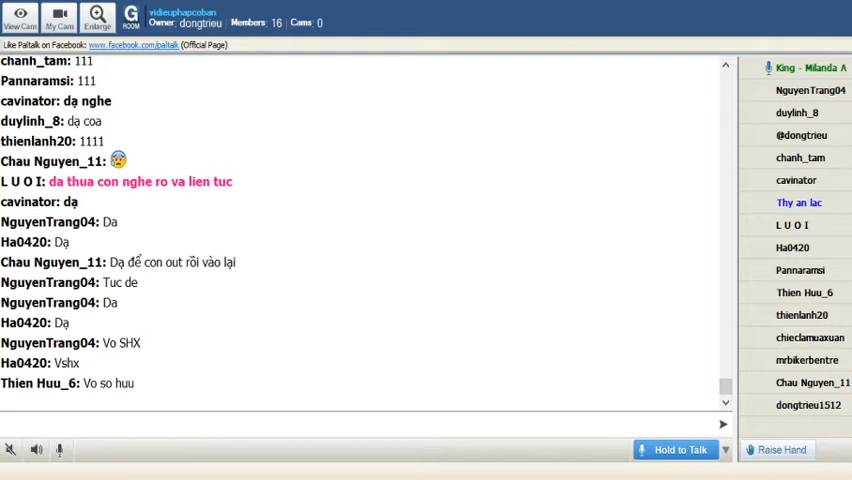 View Cam
My Cam
Enlarge
G
ROOM
vidieuphapcoban
Owner: dongtrieu Members: 16 Cams: 0
Like Paltalk on Facebook: www.facebook.com/paltalk (Official Page)
chanh_tam: 111
Pannaramsi: 111
cavinator: dạ nghe
duylinh_8: dạ coa
thienlanh20: 1111
Chau Nguyen_11:
L U O I: da thua con nghe ro va lien tuc
cavinator: dạ
NguyenTrang04: Da
Ha0420: Dạ
Chau Nguyen_11: Dạ để con out rồi vào lại
NguyenTrang04: Tuc de
NguyenTrang04: Da
Ha0420: Dạ
NguyenTrang04: Vo SHX
Ha0420: Vshx
Thien Huu_6: Vo so huu
Hold to Talk
King - Milanda A
NguyenTrang04
duylinh_8
@dongtrieu
chanh_tam
cavinator
Thy an lac
L U O I
Ha0420
Pannaramsi
Thien Huu_6
thienlanh20
chieclamuaxuan
mrbikerbentre
Chau Nguyen_11
dongtrieu1512
Raise Hand